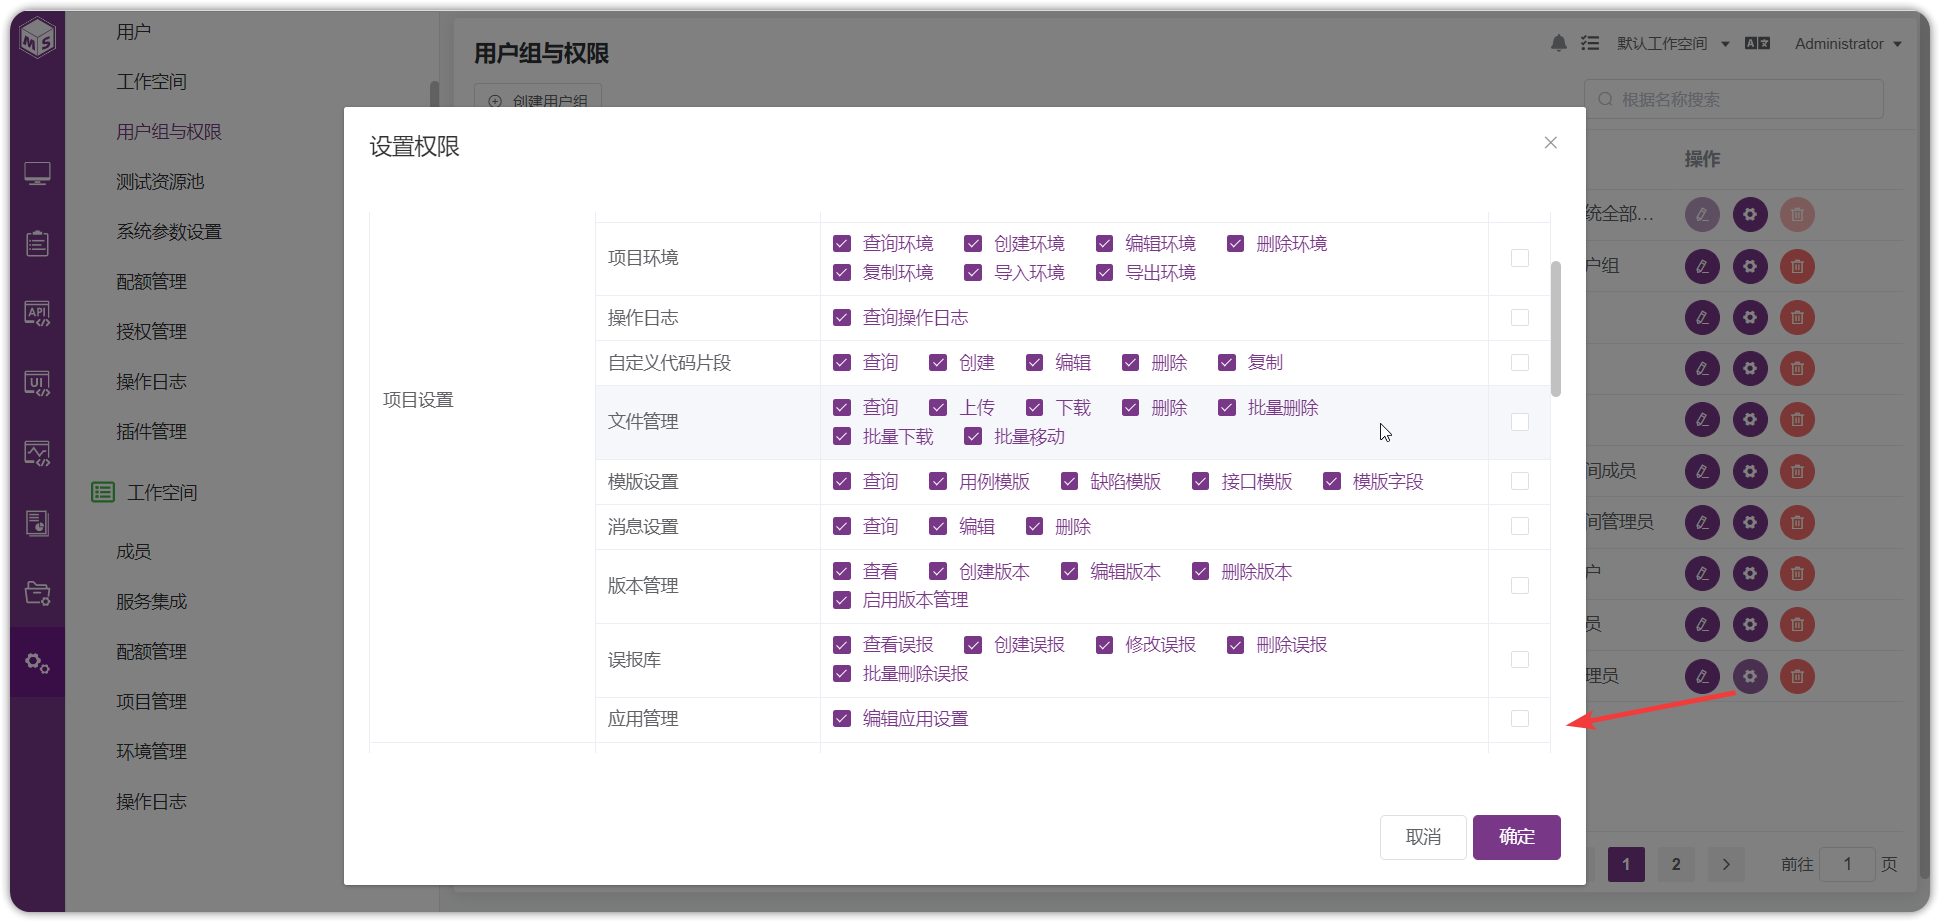 MS
API
UI
用户
工作空间
用户组与权限
测试资源池
系统参数设置
配额管理
授权管理
操作日志
插件管理
工作空间
成员
服务集成
配额管理
项目管理
环境管理
操作日志
用户组与权限
默认工作空间
Administrator
创建用户组
根据名称搜索
操作
统全部...
户组
间成员
间管理员
户
员
理员
设置权限
项目设置
项目环境
查询环境 创建环境 编辑环境 删除环境
复制环境 导入环境 导出环境
操作日志
查询操作日志
自定义代码片段
查询 创建 编辑 删除 复制
文件管理
查询 上传 下载 删除 批量删除
批量下载 批量移动
模版设置
查询 用例模版 缺陷模版 接口模版 模版字段
消息设置
查询 编辑 删除
版本管理
查看 创建版本 编辑版本 删除版本
启用版本管理
误报库
查看误报 创建误报 修改误报 刪除误报
批量刪除误报
应用管理
编辑应用设置
取消 确定
1 2 前往 1 页